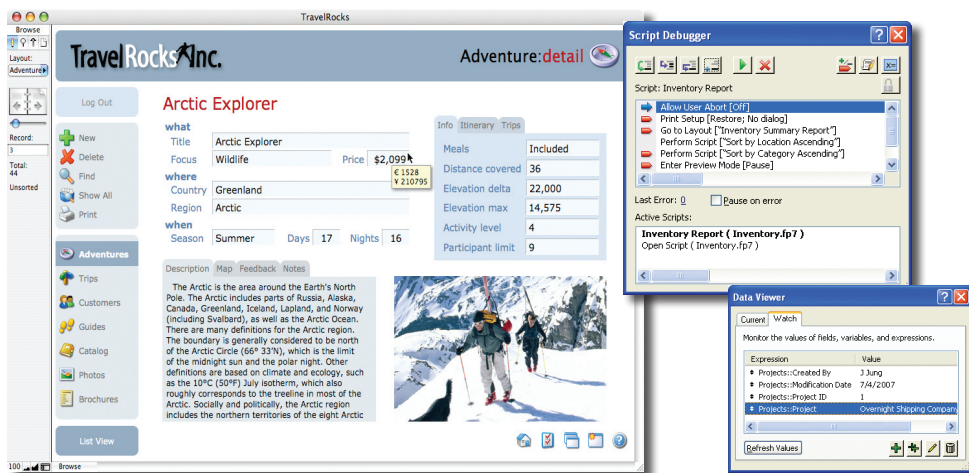 TravelRocks
Browse
Layout:
Adventure
Record:
3
Total:
44
Unsorted
TravelRocks Inc.
Adventure:detail
Log Out
New
Delete
Find
Show All
Print
Adventures
Trips
Customers
Guides
Catalog
Photos
Brochures
List View
Arctic Explorer
what
Title Arctic Explorer
Focus Wildlife Price $2,099
€ 1528
¥ 210795
where
Country Greenland
Region Arctic
when
Season Summer Days 17 Nights 16
Info Itinerary Trips
Meals Included
Distance covered 36
Elevation delta 22,000
Elevation max 14,575
Activity level 4
Participant limit 9
Description Map Feedback Notes
The Arctic is the area around the Earth's North
Pole. The Arctic includes parts of Russia, Alaska,
Canada, Greenland, Iceland, Lapland, and Norway
(including Svalbard), as well as the Arctic Ocean.
There are many definitions for the Arctic region.
The boundary is generally considered to be north
of the Arctic Circle (66° 33'N), which is the limit
of the midnight sun and the polar night. Other
definitions are based on climate and ecology, such
as the 10°C (50°F) July isotherm, which also
roughly corresponds to the treeline in most of the
Arctic. Socially and politically, the Arctic region
includes the northern territories of the eight Arctic
100 Browse
Script Debugger
Script: Inventory Report
Allow User Abort [Off]
Print Setup [Restore; No dialog]
Go to Layout ["Inventory Summary Report"]
Perform Script ["Sort by Location Ascending"]
Perform Script ["Sort by Category Ascending"]
Enter Preview Mode [Pause]
Last Error: 0 Pause on error
Active Scripts:
Inventory Report ( Inventory.fp7 )
Open Script ( Inventory.fp7 )
Data Viewer
Current Watch
Monitor the values of fields, variables, and expressions.
Expression Value
Projects::Created By J Jung
Projects::Modification Date 7/4/2007
Projects::Project ID 1
Projects::Project Overnight Shipping Company
Refresh Values